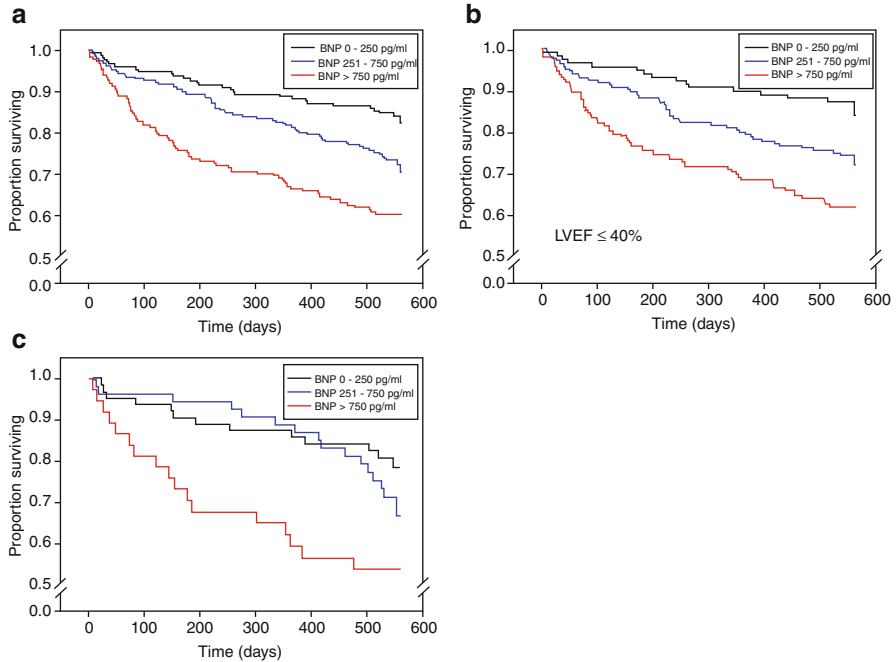 a
BNP 0 - 250 pg/ml
BNP 251 - 750 pg/ml
BNP > 750 pg/ml
Proportion surviving
1.0
0.9
0.8
0.7
0.6
0.5
0.0
0 100 200 300 400 500 600
Time (days)
b
BNP 0 - 250 pg/ml
BNP 251 - 750 pg/ml
BNP > 750 pg/ml
Proportion surviving
1.0
0.9
0.8
0.7
0.6
0.5
0.0
LVEF ≤ 40%
0 100 200 300 400 500 600
Time (days)
c
BNP 0 - 250 pg/ml
BNP 251 - 750 pg/ml
BNP > 750 pg/ml
Proportion surviving
1.0
0.9
0.8
0.7
0.6
0.5
0.0
0 100 200 300 400 500 600
Time (days)